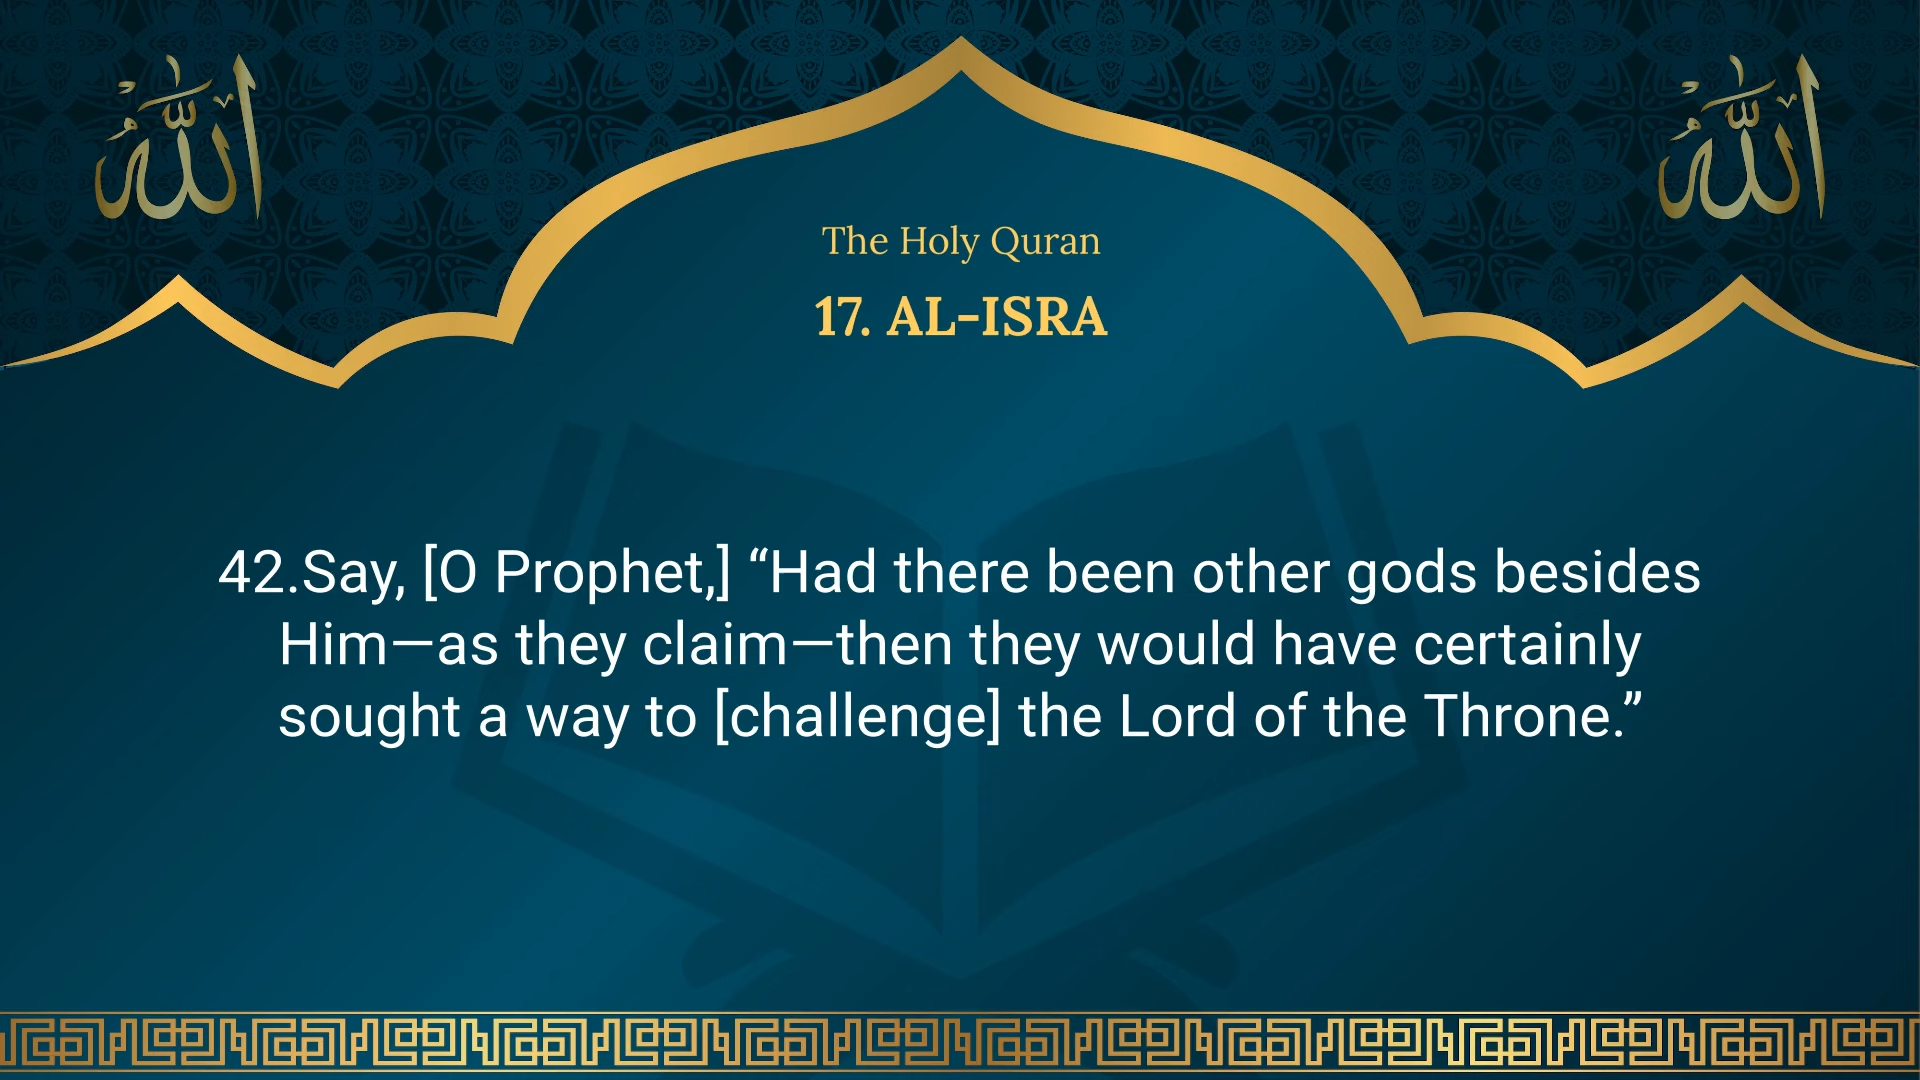 الله
الله
The Holy Quran
17. AL-ISRA
42.Say, [O Prophet,] “Had there been other gods besides
Him—as they claim—then they would have certainly
sought a way to [challenge] the Lord of the Throne.”